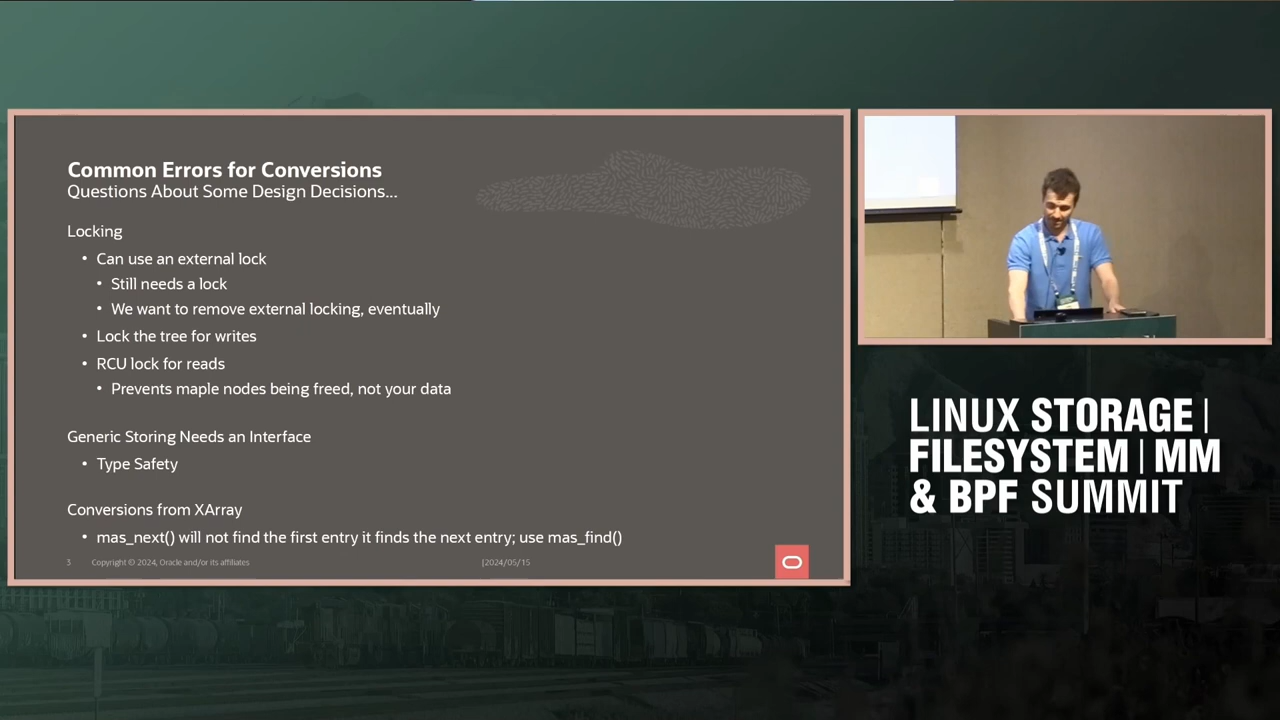 Common Errors for Conversions
Questions About Some Design Decisions...
Locking
• Can use an external lock
• Still needs a lock
• We want to remove external locking, eventually
• Lock the tree for writes
• RCU lock for reads
• Prevents maple nodes being freed, not your data
Generic Storing Needs an Interface
• Type Safety
Conversions from XArray
• mas_next() will not find the first entry it finds the next entry; use mas_find()
3 Copyright © 2024, Oracle and/or its affiliates |2024/05/15
LINUX STORAGE |
FILESYSTEM | MM
& BPF SUMMIT